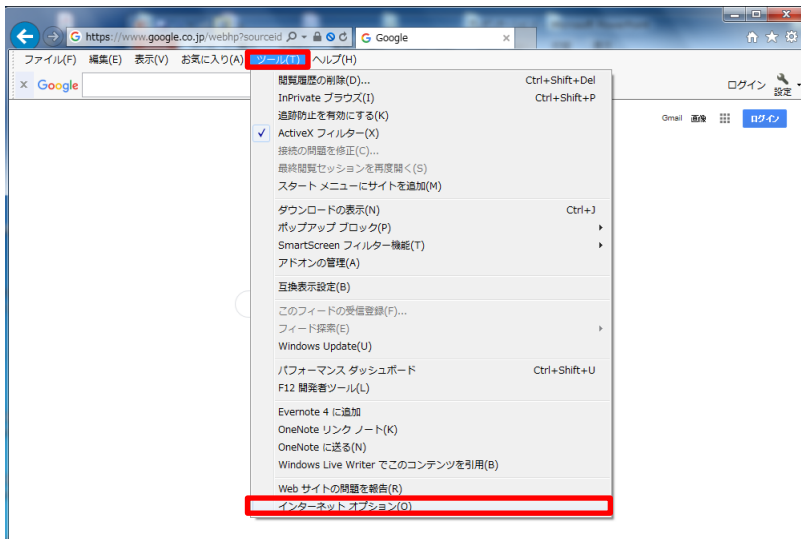 https://www.google.co.jp/webhp?sourceid
Google
ファイル(F) 編集(E) 表示(V) お気に入り(A) ツール(T) ヘルプ(H)
x Google
ログイン 設定
Gmail 画像 ログイン
閲覧履歴の削除(D)... Ctrl+Shift+Del
InPrivate ブラウズ(I) Ctrl+Shift+P
追跡防止を有効にする(K)
ActiveX フィルター(X)
接続の問題を修正(C)...
最終閲覧セッションを再度開く(S)
スタート メニューにサイトを追加(M)
ダウンロードの表示(N) Ctrl+J
ポップアップ ブロック(P)
SmartScreen フィルター機能(T)
アドオンの管理(A)
互換表示設定(B)
このフィードの受信登録(F)...
フィード探索(E)
Windows Update(U)
パフォーマンス ダッシュボード Ctrl+Shift+U
F12 開発者ツール(L)
Evernote 4 に追加
OneNote リンク ノート(K)
OneNote に送る(N)
Windows Live Writer でこのコンテンツを引用(B)
Web サイトの問題を報告(R)
インターネット オプション(O)